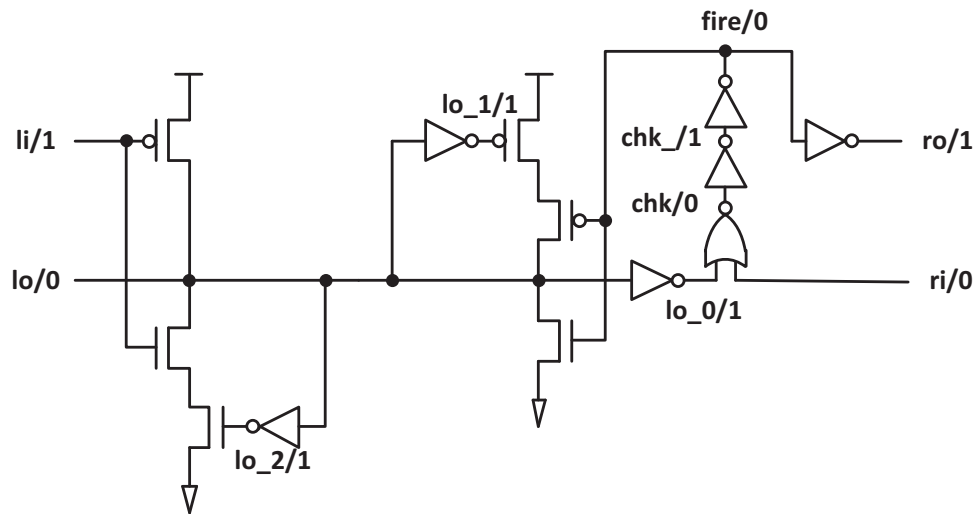 fire/0
lo_1/1
li/1
chk_/1
ro/1
chk/0
lo/0
ri/0
lo_0/1
lo_2/1